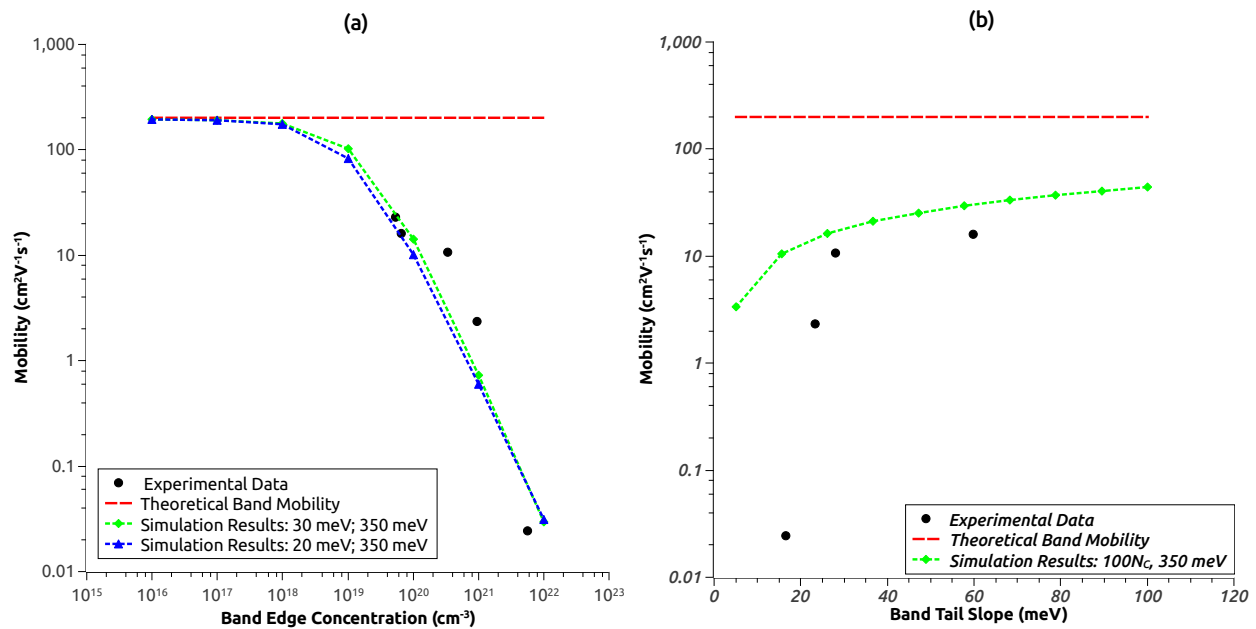 (a)
1,000
100
10
1
0.1
0.01
Mobility (cm²V⁻¹s⁻¹)
Experimental Data
Theoretical Band Mobility
Simulation Results: 30 meV; 350 meV
Simulation Results: 20 meV; 350 meV
10¹⁵ 10¹⁶ 10¹⁷ 10¹⁸ 10¹⁹ 10²⁰ 10²¹ 10²² 10²³
Band Edge Concentration (cm⁻³)
(b)
1,000
100
10
1
0.1
0.01
Mobility (cm²V⁻¹s⁻¹)
Experimental Data
Theoretical Band Mobility
Simulation Results: 100N_C, 350 meV
0 20 40 60 80 100 120
Band Tail Slope (meV)